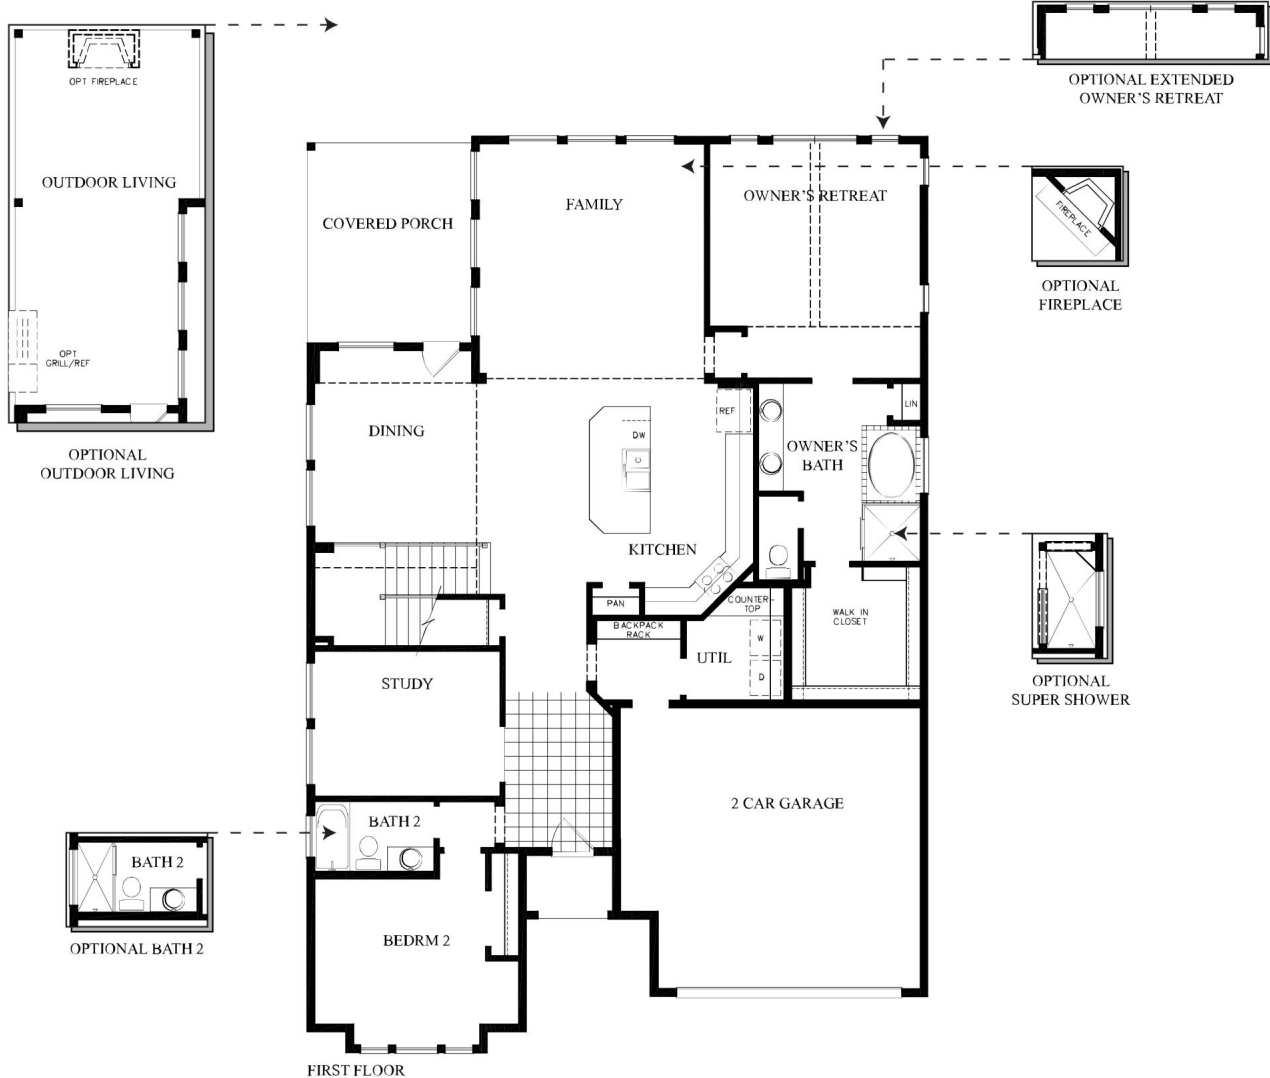 OPT FIREPLACE
OUTDOOR LIVING
OPT
GRILL/REF
OPTIONAL
OUTDOOR LIVING
OPTIONAL EXTENDED
OWNER'S RETREAT
COVERED PORCH
FAMILY
OWNER'S RETREAT
FIREPLACE
OPTIONAL
FIREPLACE
DINING
REF
DW
LIN
OWNER'S
BATH
KITCHEN
PAN
COUNTER-
TOP
BACKPACK
RACK
W
D
UTIL
WALK IN
CLOSET
OPTIONAL
SUPER SHOWER
STUDY
2 CAR GARAGE
BATH 2
BATH 2
OPTIONAL BATH 2
BEDRM 2
FIRST FLOOR